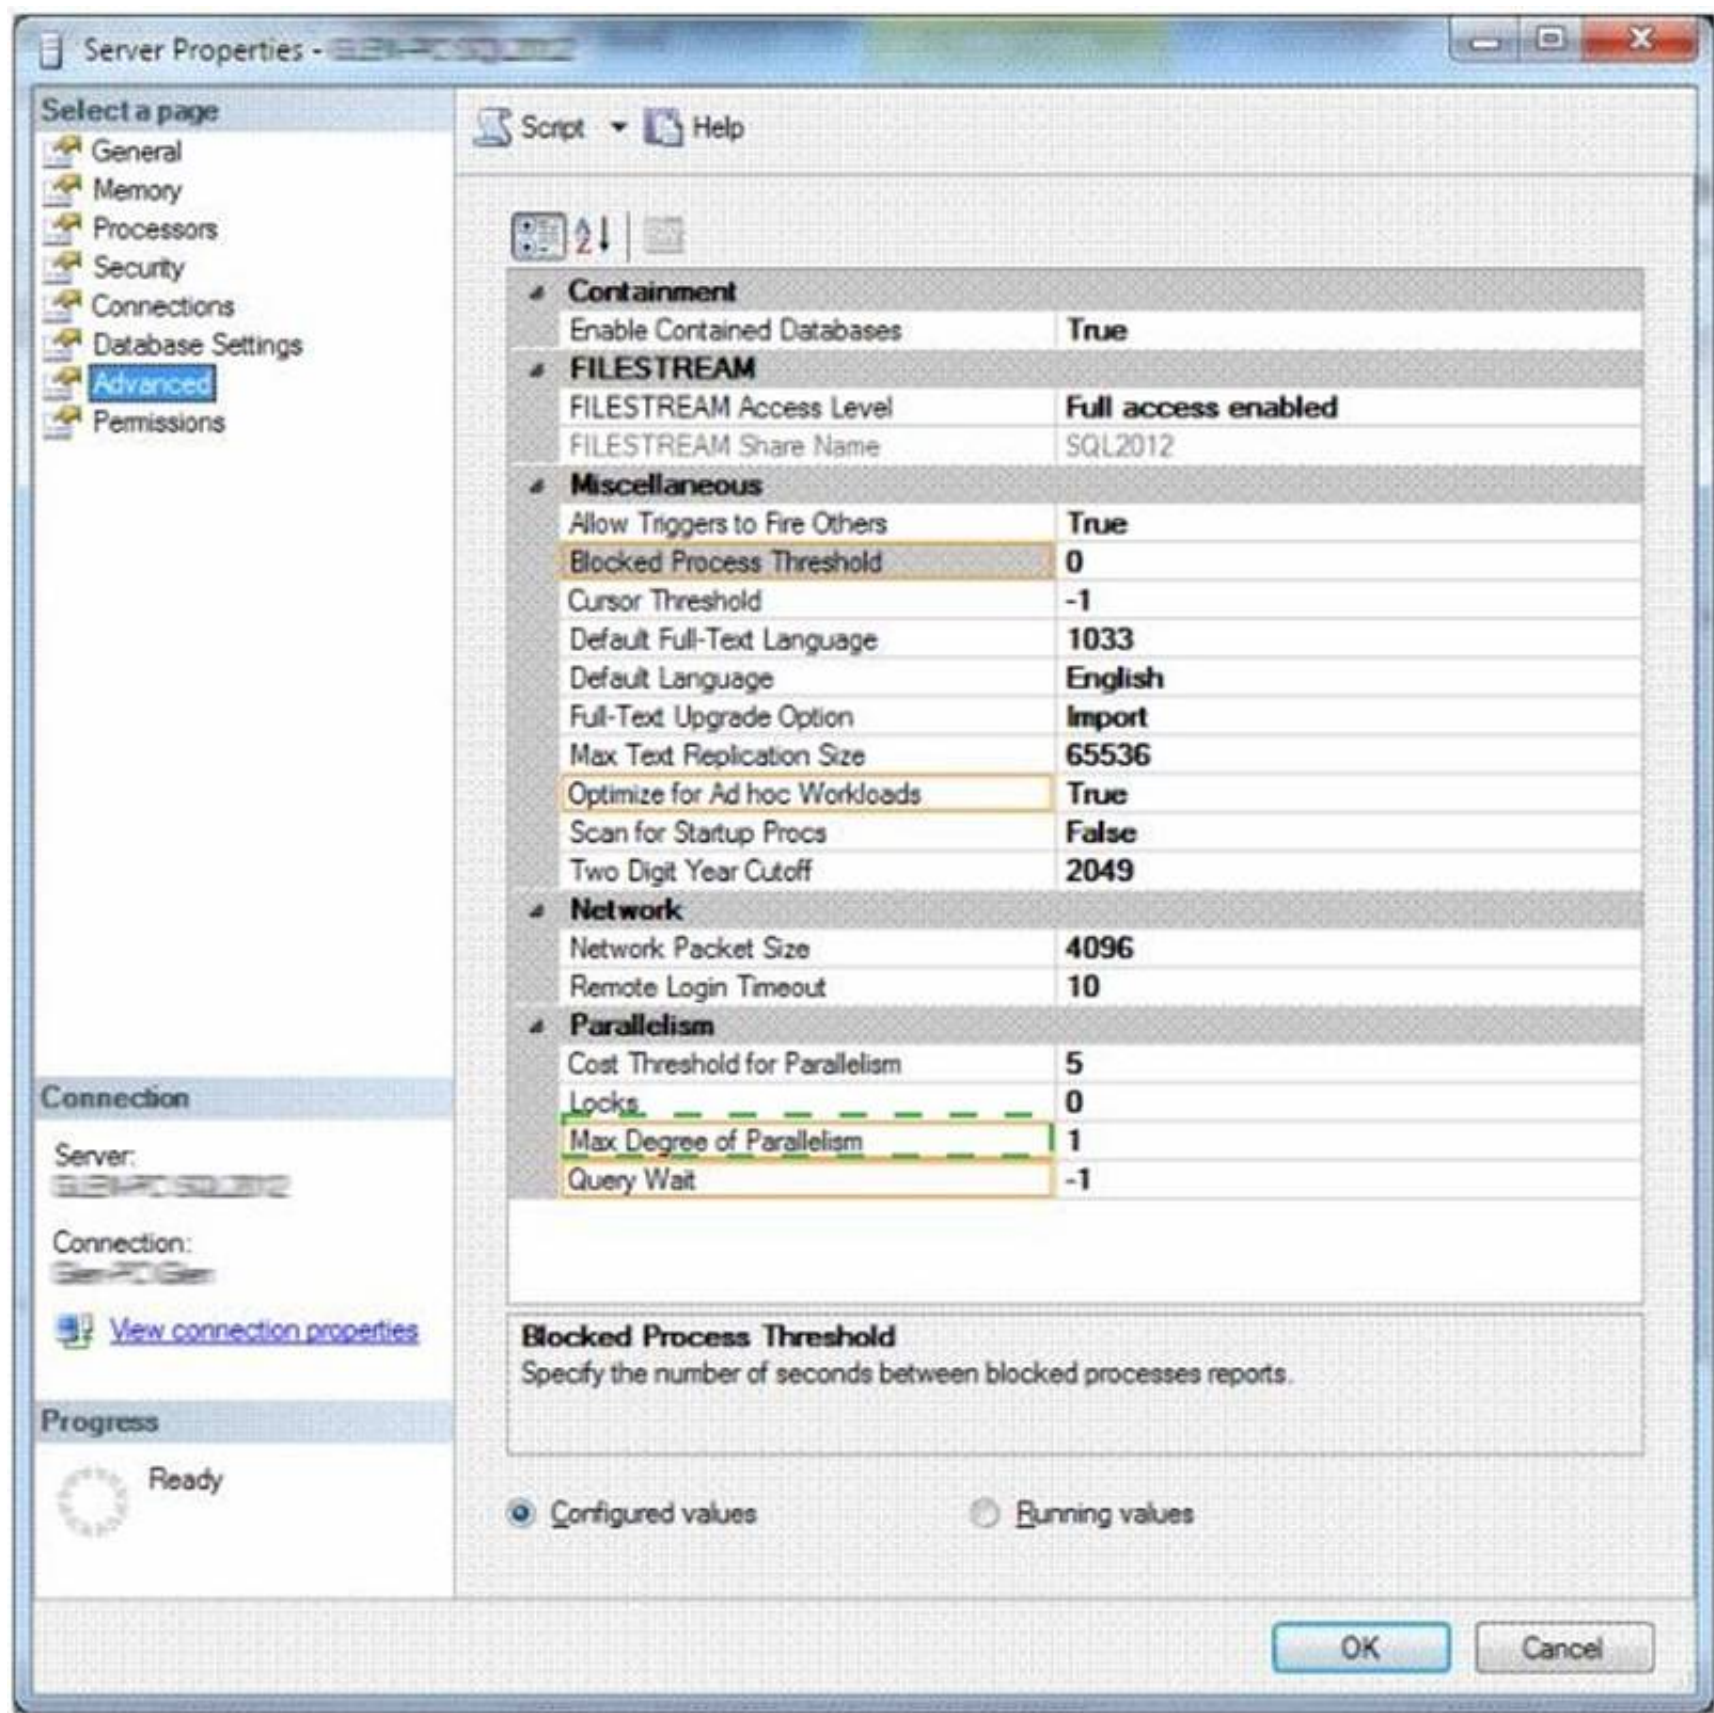 Server Properties -
Select a page
General
Memory
Processors
Security
Connections
Database Settings
Advanced
Permissions
Script Help
Containment
Enable Contained Databases True
FILESTREAM
FILESTREAM Access Level Full access enabled
FILESTREAM Share Name SQL2012
Miscellaneous
Allow Triggers to Fire Others True
Blocked Process Threshold 0
Cursor Threshold -1
Default Full-Text Language 1033
Default Language English
Full-Text Upgrade Option Import
Max Text Replication Size 65536
Optimize for Ad hoc Workloads True
Scan for Startup Procs False
Two Digit Year Cutoff 2049
Network
Network Packet Size 4096
Remote Login Timeout 10
Parallelism
Cost Threshold for Parallelism 5
Locks 0
Max Degree of Parallelism 1
Query Wait -1
Blocked Process Threshold
Specify the number of seconds between blocked processes reports.
Connection
Server:
Connection:
View connection properties
Progress
Ready
Configured values Running values
OK Cancel